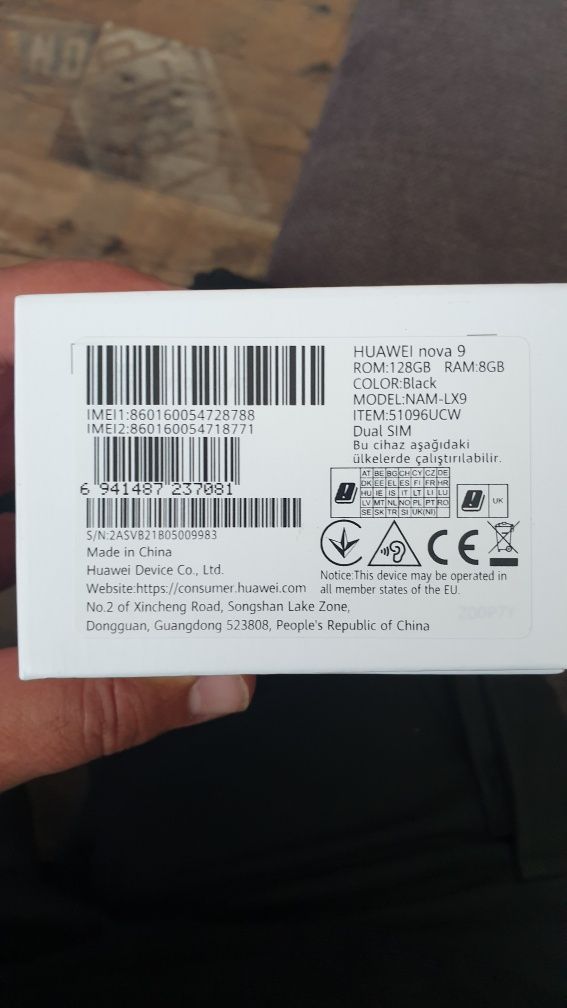 IMEI1:860160054728788
IMEI2:860160054718771
6 941487 237081
S/N:2ASVB21B05009983
Made in China
Huawei Device Co., Ltd.
Website:https://consumer.huawei.com
No.2 of Xincheng Road, Songshan Lake Zone,
Dongguan, Guangdong 523808, People's Republic of China
HUAWEI nova 9
ROM:128GB RAM:8GB
COLOR:Black
MODEL:NAM-LX9
ITEM:51096UCW
Dual SIM
Bu cihaz aşağıdaki
ülkelerde çalıştırılabilir.
AT BE BG CH CY CZ DE
DK EE EL ES FI FR HR
HU IE IS IT LT LI LU
LV MT NL NO PL PT RO
SE SK TR SI UK(NI)
UK
CE
Notice:This device may be operated in
all member states of the EU.